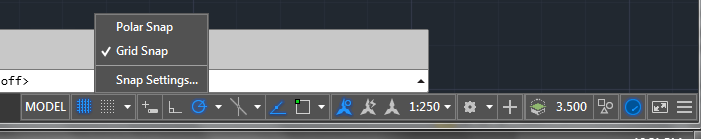 Polar Snap
Grid Snap
Snap Settings...
off>
MODEL
1:250
3.500